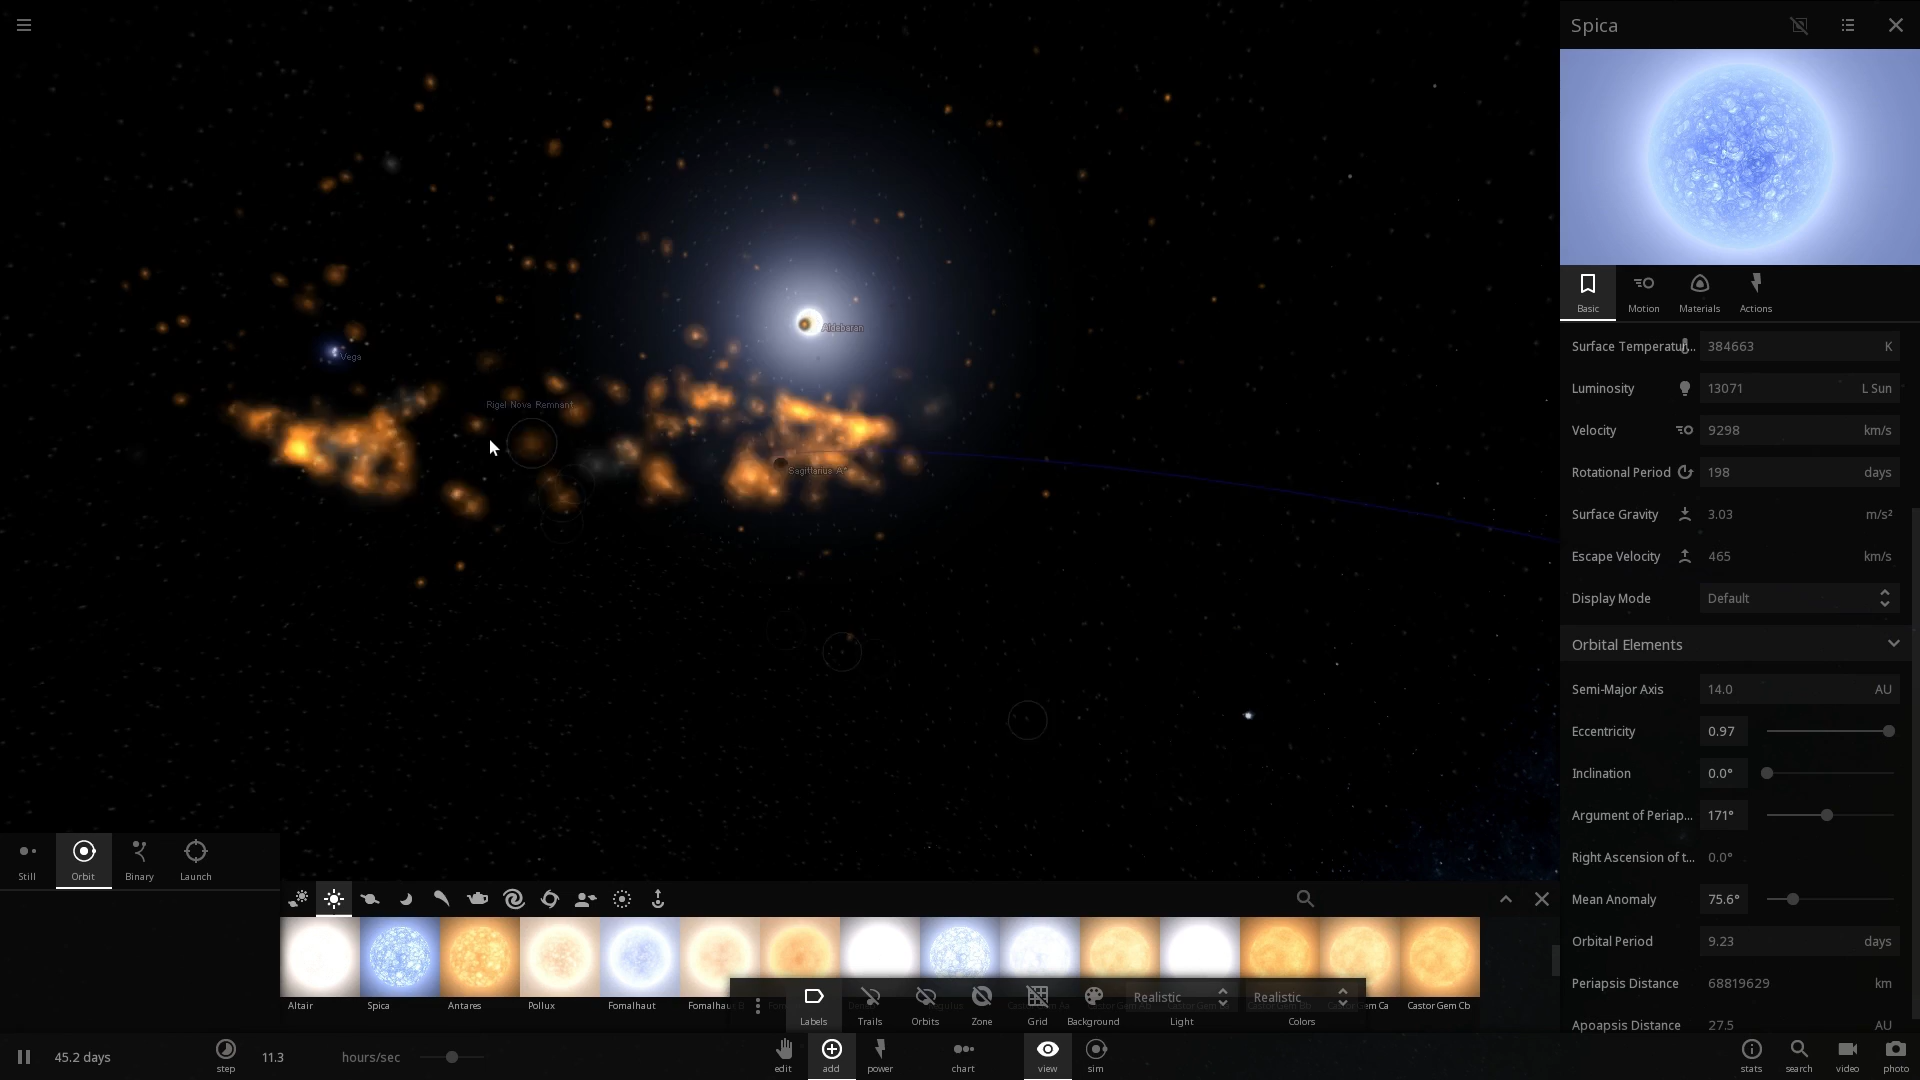 Spica
Basic
Motion
Materials
Actions
Surface Temperatur... 384663 K
Luminosity 13071 L Sun
Velocity 9298 km/s
Rotational Period 198 days
Surface Gravity 3.03 m/s²
Escape Velocity 465 km/s
Display Mode Default
Orbital Elements
Semi-Major Axis 14.0 AU
Eccentricity 0.97
Inclination 0.0°
Argument of Periap... 171°
Right Ascension of t... 0.0°
Mean Anomaly 75.6°
Orbital Period 9.23 days
Periapsis Distance 68819629 km
Apoapsis Distance 27.5 AU
Aldebaran
Vega
Rigel Nova Remnant
Sagittarius A*
Still
Orbit
Binary
Launch
Altair
Spica
Antares
Pollux
Fomalhaut
Fomalhaut B
Castor Gem Cb
Labels
Trails
Orbits
Zone
Grid
Background
Realistic
Light
Realistic
Colors
45.2 days
step
11.3 hours/sec
edit
add
power
chart
view
sim
stats
search
video
photo